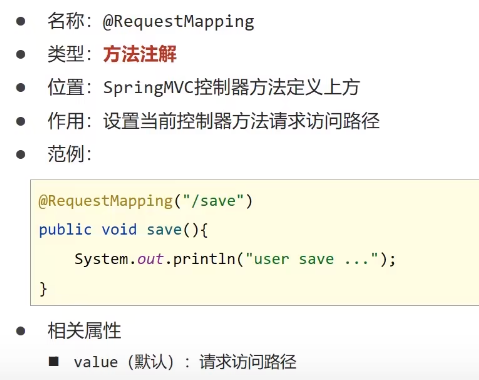 ● 名称：@RequestMapping
● 类型：方法注解
● 位置：SpringMVC控制器方法定义上方
● 作用：设置当前控制器方法请求访问路径
● 范例：
@RequestMapping("/save")
public void save(){
    System.out.println("user save ...");
}
● 相关属性
■ value（默认）：请求访问路径